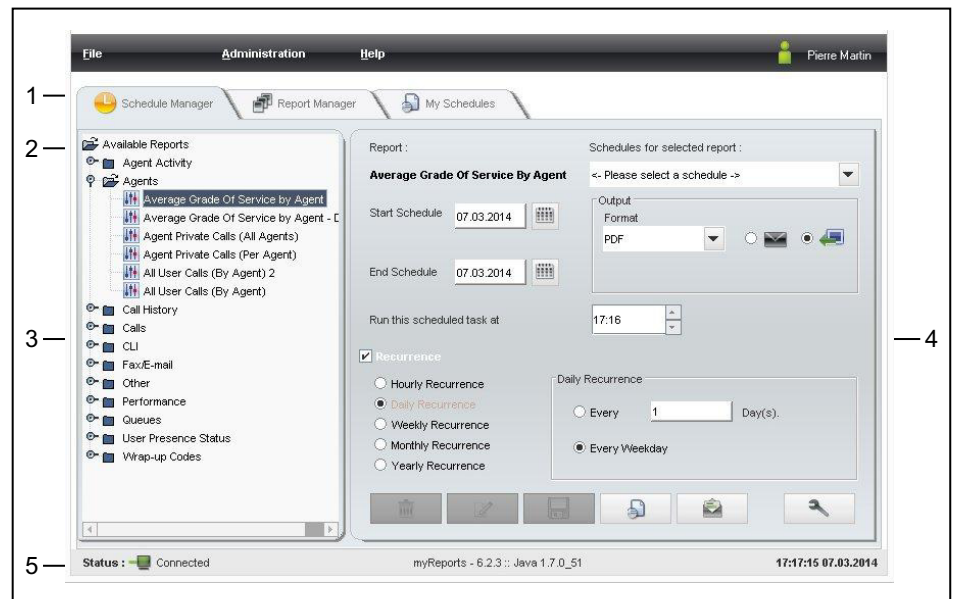 File Administration Help Pierre Martin
1
Schedule Manager Report Manager My Schedules
2
Available Reports
Agent Activity
Agents
Average Grade Of Service by Agent
Average Grade Of Service by Agent - D
Agent Private Calls (All Agents)
Agent Private Calls (Per Agent)
All User Calls (By Agent) 2
All User Calls (By Agent)
Call History
Calls
3
CLI
Fax/E-mail
Other
Performance
Queues
User Presence Status
Wrap-up Codes
Report : Schedules for selected report :
Average Grade Of Service By Agent <- Please select a schedule ->
Output
Format
Start Schedule 07.03.2014
PDF
End Schedule 07.03.2014
Run this scheduled task at 17:16
4
Recurrence
Hourly Recurrence
Daily Recurrence
Weekly Recurrence
Monthly Recurrence
Yearly Recurrence
Daily Recurrence
Every 1 Day(s).
Every Weekday
5
Status : Connected myReports - 6.2.3 :: Java 1.7.0_51 17:17:15 07.03.2014